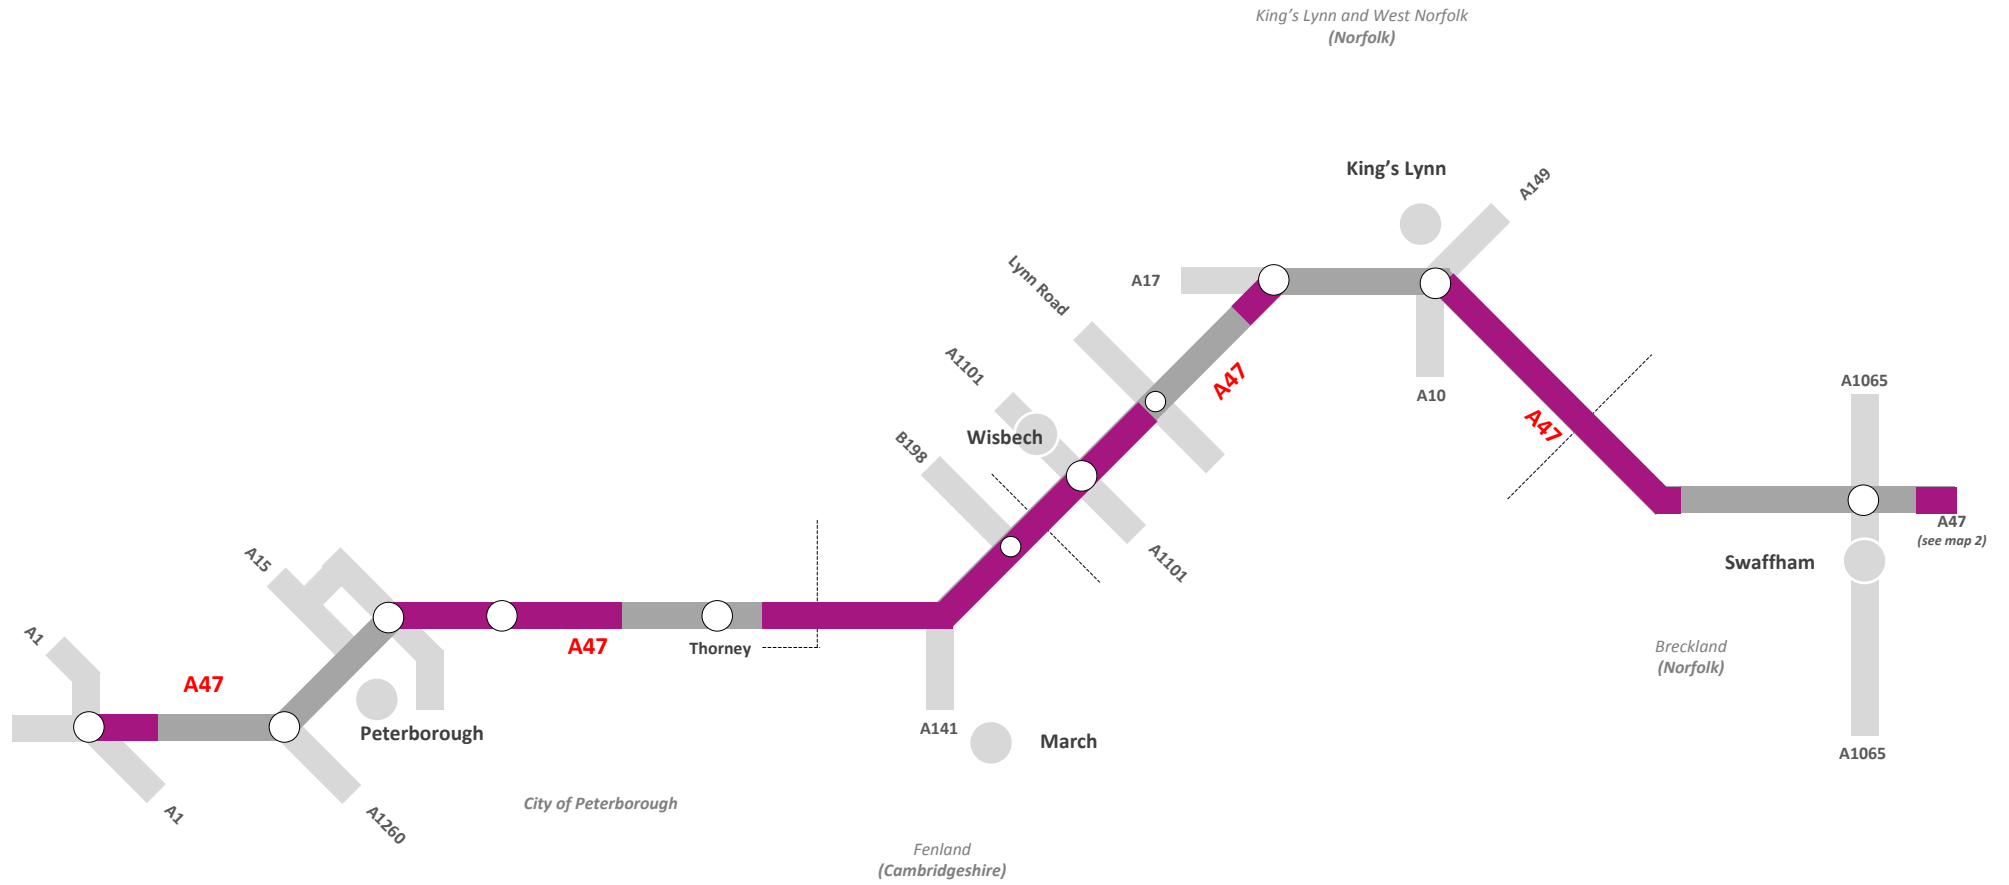 King’s Lynn and West Norfolk
(Norfolk)
King’s Lynn
A149
Lynn Road
A17
A1101
A47
A10
A1065
Wisbech
A47
B198
A47
(see map 2)
A15
A1101
Swaffham
A1
A47
Thorney
Breckland
(Norfolk)
A47
Peterborough
A141
March
A1065
A1
A1260
City of Peterborough
Fenland
(Cambridgeshire)